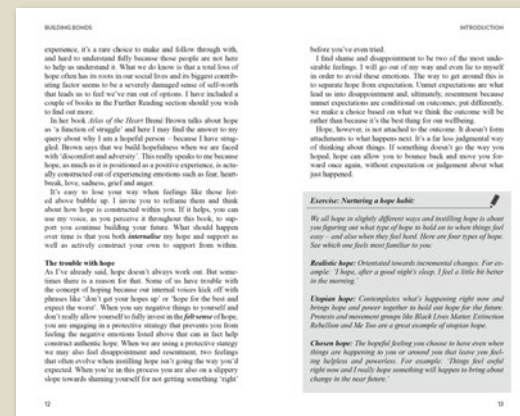 BUILDING BONDS
experience, it's a rare choice to make and follow through with,
and hard to understand fully because those people are not here
to help us understand it. What we do know is that a total loss of
hope often has its roots in our social lives and its biggest contrib-
uting factor seems to be a severely damaged sense of self-worth
that leads us to feel we've run out of options. I have included a
couple of books in the Further Reading section should you wish
to find out more.
In her book Atlas of the Heart Brené Brown talks about hope
as 'a function of struggle' and here I may find the answer to my
query about why I am a hopeful person – because I have strug-
gled. Brown says that we build hopefulness when we are faced
with 'discomfort and adversity'. This really speaks to me because
hope, as much as it is positioned as a positive experience, is actu-
ally constructed out of experiencing emotions such as fear, heart-
break, love, sadness, grief and anger.
It's easy to lose your way when feelings like those list-
ed above bubble up. I invite you to reframe them and think
about how hope is constructed within you. If it helps, you can
use my voice, as you perceive it throughout this book, to sup-
port you continue building your future. What should happen
over time is that you both internalise my hope and support as
well as actively construct your own to support from within.
The trouble with hope
As I've already said, hope doesn't always work out. But some-
times there is a reason for that. Some of us have trouble with
the concept of hoping because our internal voices kick off with
phrases like 'don't get your hopes up' or 'hope for the best and
expect the worst'. When you say negative things to yourself and
don't really allow yourself to fully invest in the felt sense of hope,
you are engaging in a protective strategy that prevents you from
feeling the negative emotions listed above that can in fact help
construct authentic hope. When we are using a protective strategy
we may also feel disappointment and resentment, two feelings
that often evolve when instilling hope isn't going the way you'd
expected. When you're in this process you are also on a slippery
slope towards shaming yourself for not getting something 'right'
12
INTRODUCTION
before you've even tried.
I find shame and disappointment to be two of the most unde-
sirable feelings. I will go out of my way and even lie to myself
in order to avoid these emotions. The way to get around this is
to separate hope from expectation. Unmet expectations are what
lead us into disappointment and, ultimately, resentment because
unmet expectations are conditional on outcomes; put differently,
we make a choice based on what we think the outcome will be
rather than because it's the best thing for our wellbeing.
Hope, however, is not attached to the outcome. It doesn't form
attachments to what happens next. It's a far less judgmental way
of thinking about things. If something doesn't go the way you
hoped, hope can allow you to bounce back and move you for-
ward once again, without expectation or judgement about what
just happened.
Exercise: Nurturing a hope habit:
We all hope in slightly different ways and instilling hope is about
you figuring out what type of hope to hold on to when things feel
easy – and also when they feel hard. Here are four types of hope.
See which one feels most familiar to you:
Realistic hope: Orientated towards incremental changes. For ex-
ample: 'I hope, after a good night's sleep, I feel a little bit better
in the morning.'
Utopian hope: Contemplates what's happening right now and
brings hope and power together to hold out hope for the future.
Protests and movement groups like Black Lives Matter, Extinction
Rebellion and Me Too are a great example of utopian hope.
Chosen hope: The hopeful feeling you choose to have even when
things are happening to you or around you that leave you feel-
ing helpless and powerless. For example: 'Things feel awful
right now and I really hope something will happen to bring about
change in the near future.'
13